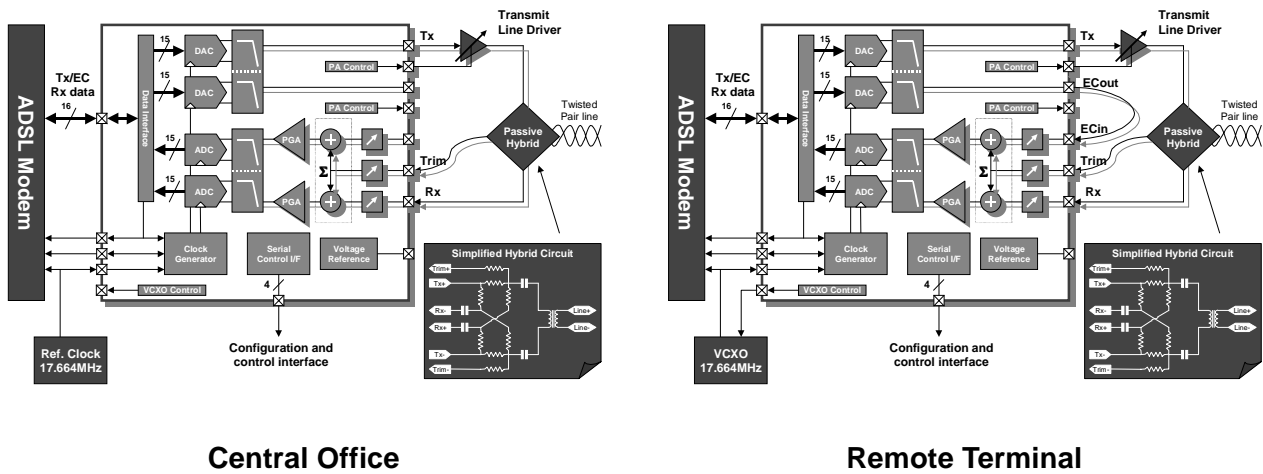 Transmit
Line Driver
15
DAC
Tx
PA Control
15
DAC
PA Control
Tx/EC
Rx data
16
ADSL Modem
Data Interface
Twisted
Pair line
Passive
Hybrid
15
ADC
PGA
Σ
Trim
15
ADC
PGA
Rx
Clock
Generator
Serial
Control I/F
Voltage
Reference
4
VCXO Control
Ref. Clock
17.664MHz
Configuration and
control interface
Simplified Hybrid Circuit
Trim+
Tx+
Rx-
Rx+
Tx-
Trim-
Line+
Line-
Central Office
Transmit
Line Driver
15
DAC
Tx
PA Control
15
DAC
ECout
PA Control
Tx/EC
Rx data
16
ADSL Modem
Data Interface
Twisted
Pair line
Passive
Hybrid
15
ADC
PGA
ECin
Σ
Trim
15
ADC
PGA
Rx
Clock
Generator
Serial
Control I/F
Voltage
Reference
4
VCXO Control
VCXO
17.664MHz
Configuration and
control interface
Simplified Hybrid Circuit
Trim+
Tx+
Rx-
Rx+
Tx-
Trim-
Line+
Line-
Remote Terminal